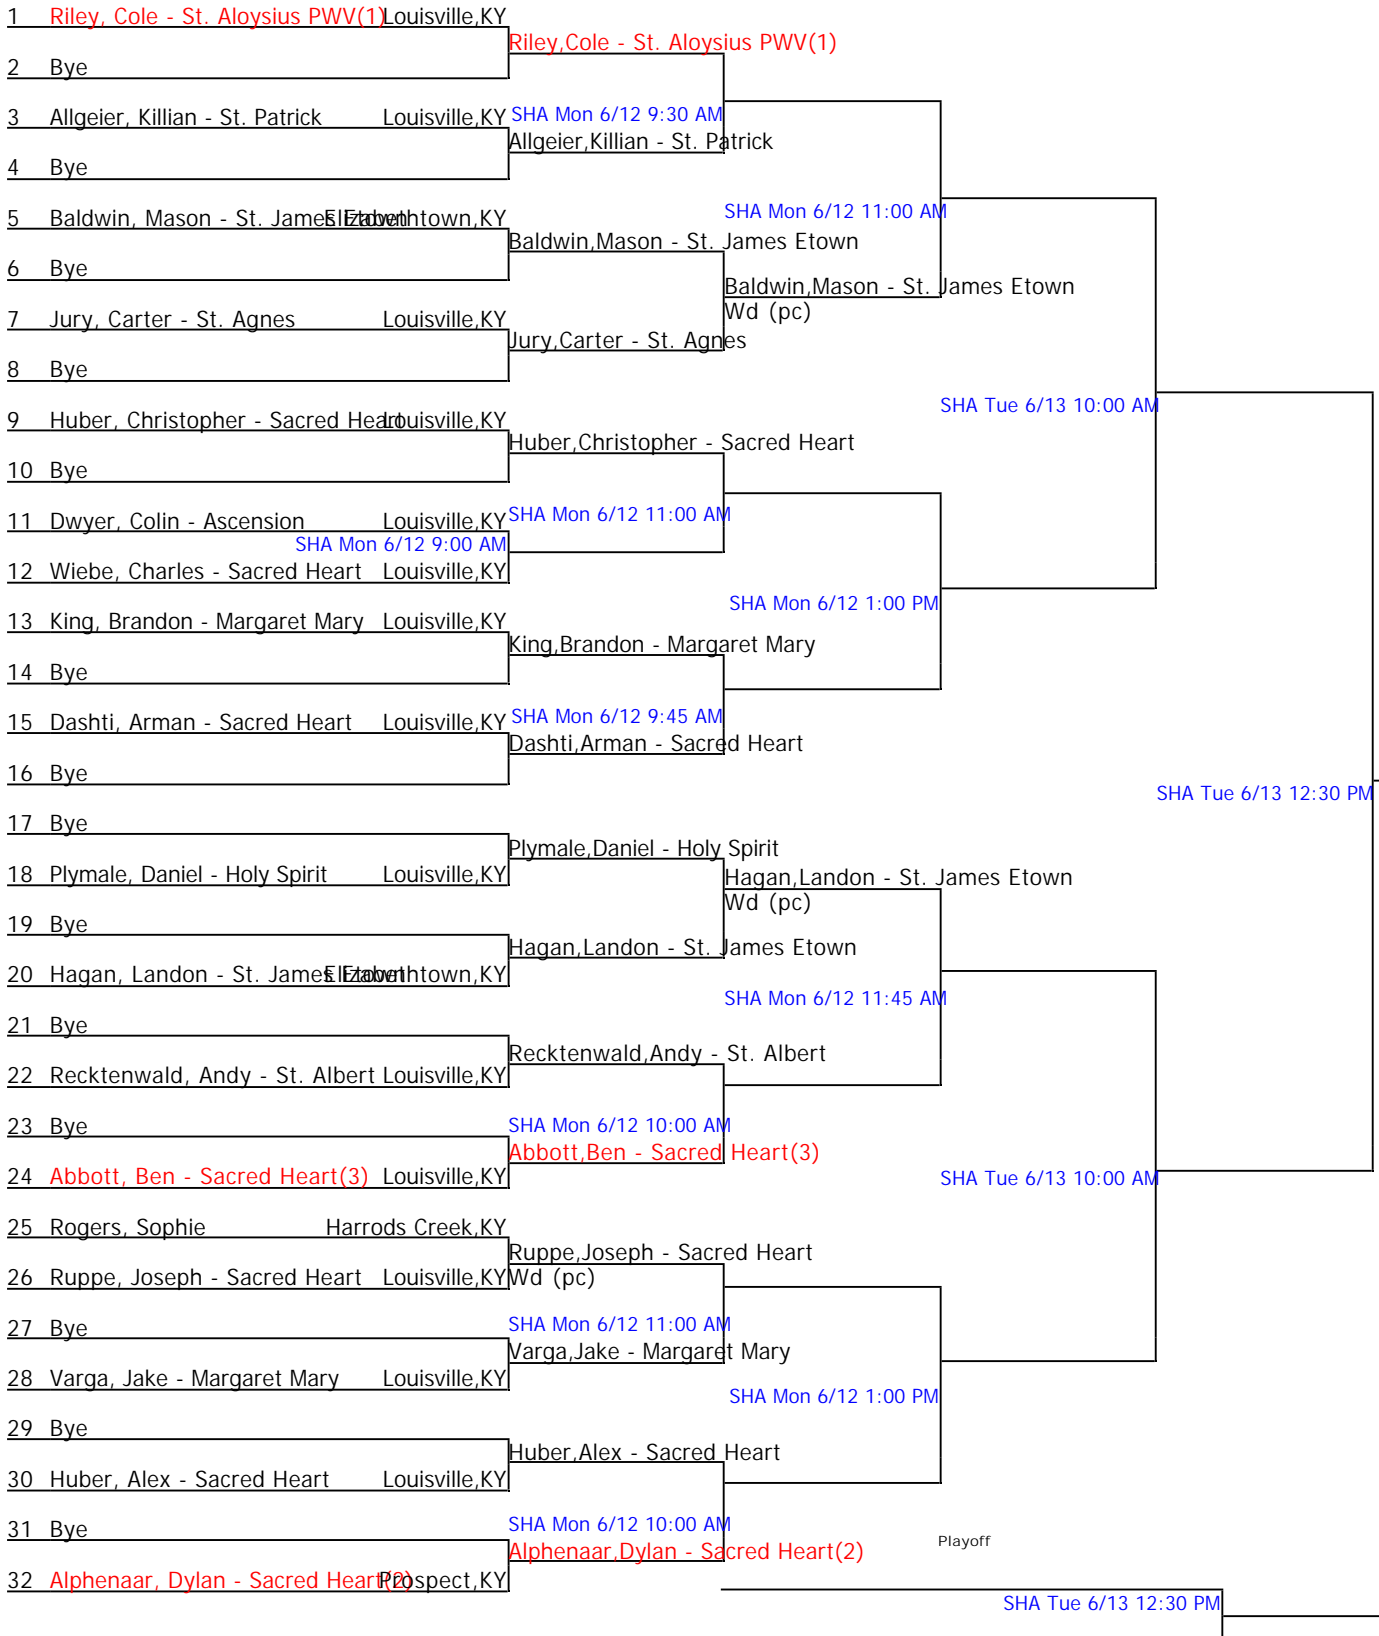 1 Riley, Cole - St. Aloysius PWV(1) Louisville,KY
Riley,Cole - St. Aloysius PWV(1)
2 Bye
3 Allgeier, Killian - St. Patrick Louisville,KY
SHA Mon 6/12 9:30 AM
Allgeier,Killian - St. Patrick
4 Bye
SHA Mon 6/12 11:00 AM
5 Baldwin, Mason - St. James Etown Elizabethtown,KY
Baldwin,Mason - St. James Etown
6 Bye
Baldwin,Mason - St. James Etown
Wd (pc)
7 Jury, Carter - St. Agnes Louisville,KY
Jury,Carter - St. Agnes
8 Bye
SHA Tue 6/13 10:00 AM
9 Huber, Christopher - Sacred Heart Louisville,KY
Huber,Christopher - Sacred Heart
10 Bye
11 Dwyer, Colin - Ascension Louisville,KY
SHA Mon 6/12 11:00 AM
SHA Mon 6/12 9:00 AM
12 Wiebe, Charles - Sacred Heart Louisville,KY
SHA Mon 6/12 1:00 PM
13 King, Brandon - Margaret Mary Louisville,KY
King,Brandon - Margaret Mary
14 Bye
15 Dashti, Arman - Sacred Heart Louisville,KY
SHA Mon 6/12 9:45 AM
Dashti,Arman - Sacred Heart
16 Bye
SHA Tue 6/13 12:30 PM
17 Bye
Plymale,Daniel - Holy Spirit
18 Plymale, Daniel - Holy Spirit Louisville,KY
Hagan,Landon - St. James Etown
Wd (pc)
19 Bye
Hagan,Landon - St. James Etown
20 Hagan, Landon - St. James Etown Elizabethtown,KY
SHA Mon 6/12 11:45 AM
21 Bye
Recktenwald,Andy - St. Albert
22 Recktenwald, Andy - St. Albert Louisville,KY
23 Bye
SHA Mon 6/12 10:00 AM
Abbott,Ben - Sacred Heart(3)
24 Abbott, Ben - Sacred Heart(3) Louisville,KY
SHA Tue 6/13 10:00 AM
25 Rogers, Sophie Harrods Creek,KY
Ruppe,Joseph - Sacred Heart
26 Ruppe, Joseph - Sacred Heart Louisville,KY
Wd (pc)
27 Bye
SHA Mon 6/12 11:00 AM
Varga,Jake - Margaret Mary
28 Varga, Jake - Margaret Mary Louisville,KY
SHA Mon 6/12 1:00 PM
29 Bye
Huber,Alex - Sacred Heart
30 Huber, Alex - Sacred Heart Louisville,KY
31 Bye
SHA Mon 6/12 10:00 AM
Alphenaar,Dylan - Sacred Heart(2)
Playoff
32 Alphenaar, Dylan - Sacred Heart(2) Prospect,KY
SHA Tue 6/13 12:30 PM